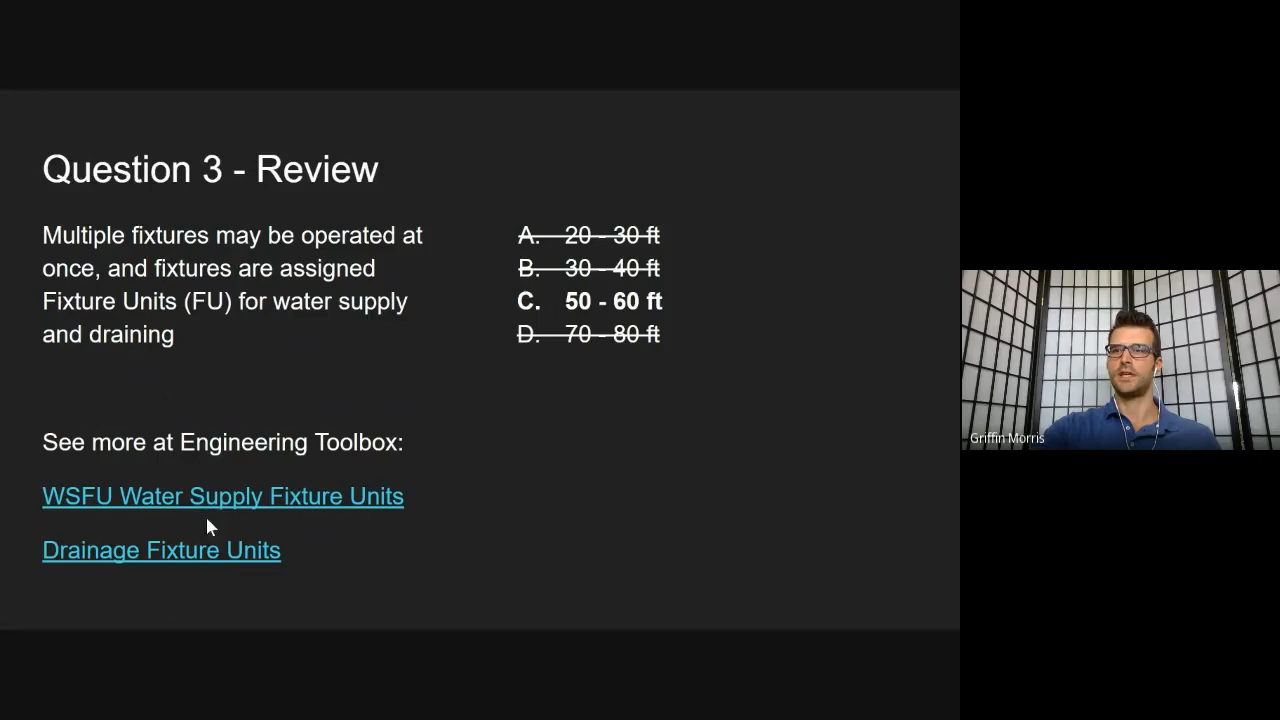 Question 3 - Review
Multiple fixtures may be operated at
once, and fixtures are assigned
Fixture Units (FU) for water supply
and draining
A. 20 - 30 ft
B. 30 - 40 ft
C. 50 - 60 ft
D. 70 - 80 ft
See more at Engineering Toolbox:
WSFU Water Supply Fixture Units
Drainage Fixture Units
Griffin Morris